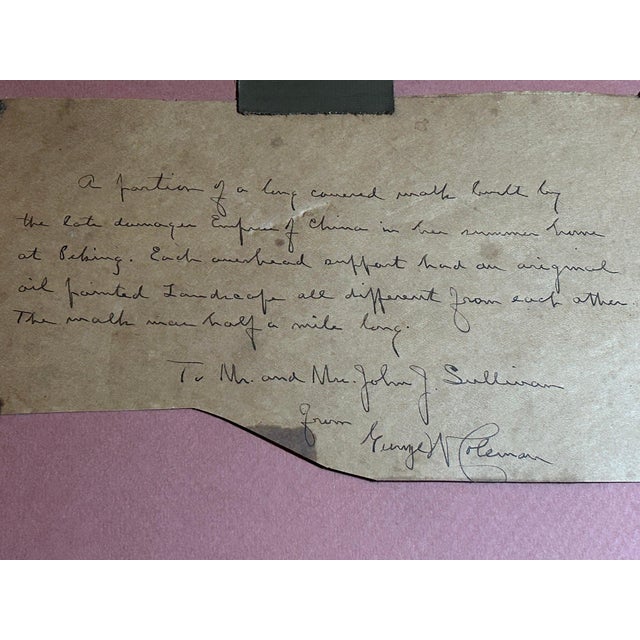 A portion of a long covered walk built by
the late dowager Empress of China in her summer home
at Peking. Each overhead support had an original
oil painted Landscape all different from each other.
The walk was half a mile long.
To Mr. and Mrs. John J. Sullivan
from
George W Coleman